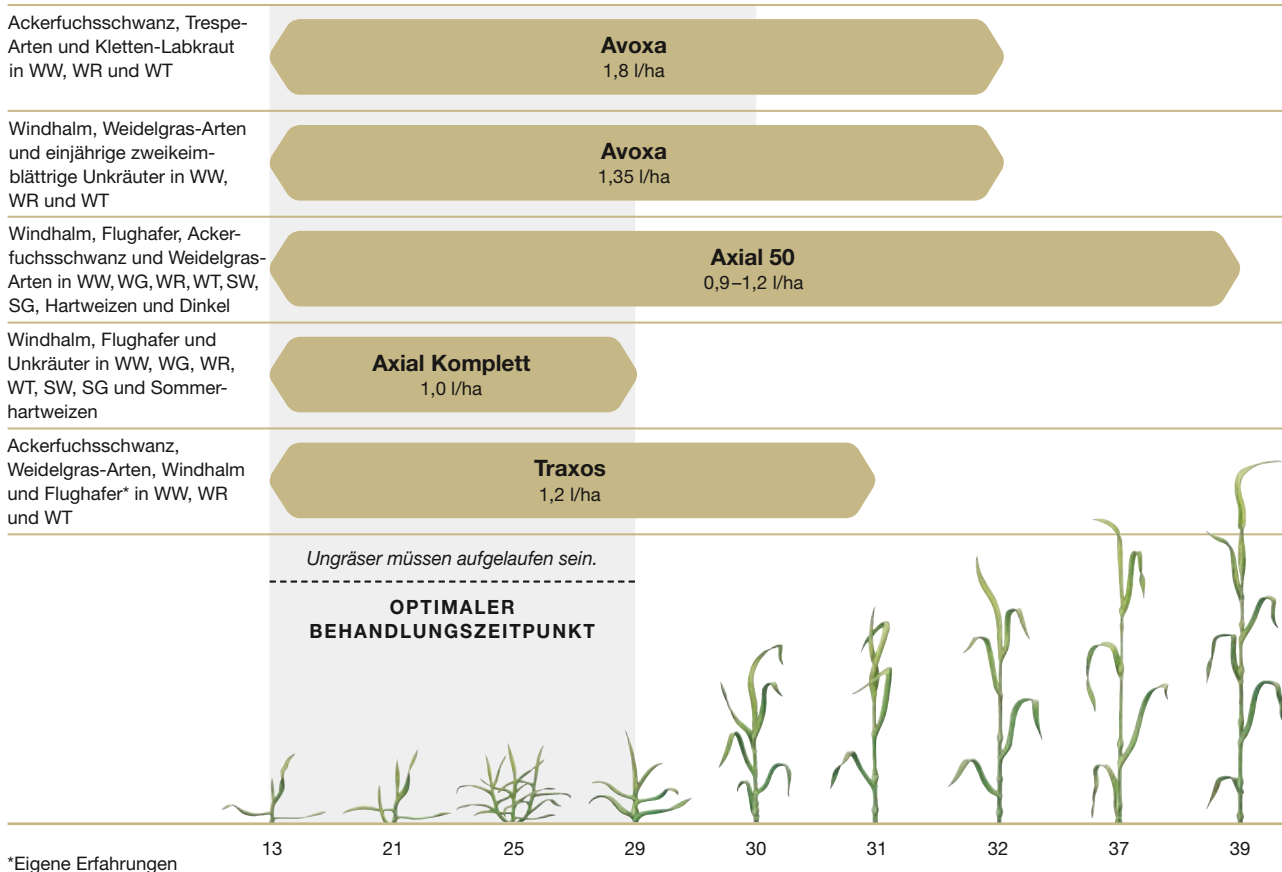 Ackerfuchsschwanz, Trespe-
Arten und Kletten-Labkraut
in WW, WR und WT
Avoxa
1,8 l/ha
Windhalm, Weidelgras-Arten
und einjährige zweikeim-
blättrige Unkräuter in WW,
WR und WT
Avoxa
1,35 l/ha
Windhalm, Flughafer, Acker-
fuchsschwanz und Weidelgras-
Arten in WW, WG, WR, WT, SW,
SG, Hartweizen und Dinkel
Axial 50
0,9–1,2 l/ha
Windhalm, Flughafer und
Unkräuter in WW, WG, WR,
WT, SW, SG und Sommer-
hartweizen
Axial Komplett
1,0 l/ha
Ackerfuchsschwanz,
Weidelgras-Arten, Windhalm
und Flughafer* in WW, WR
und WT
Traxos
1,2 l/ha
Ungräser müssen aufgelaufen sein.
OPTIMALER
BEHANDLUNGSZEITPUNKT
13 21 25 29 30 31 32 37 39
*Eigene Erfahrungen